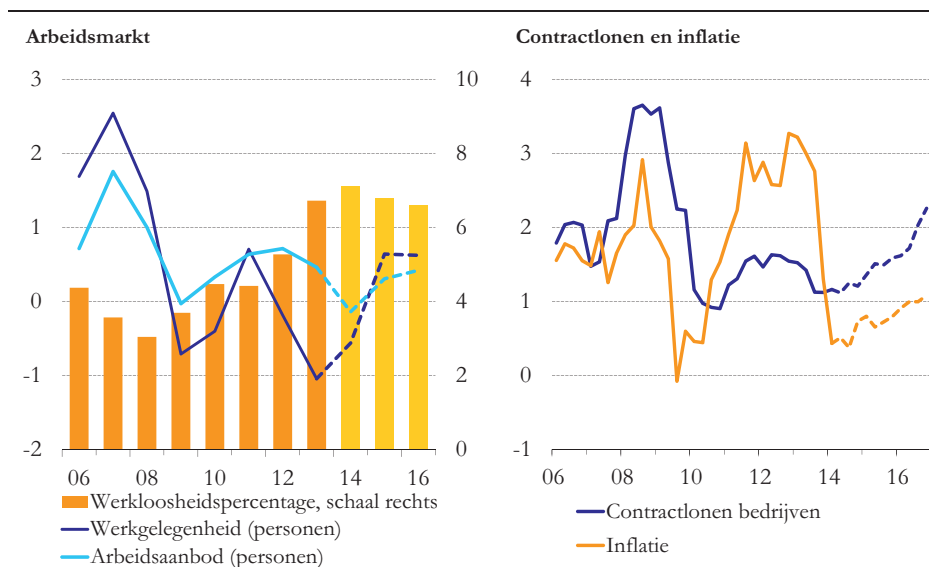 Arbeidsmarkt
3 10
2 8
1 6
0 4
-1 2
-2 0
06 08 10 12 14 16
Werkloosheidspercentage, schaal rechts
Werkgelegenheid (personen)
Arbeidsaanbod (personen)
Contractlonen en inflatie
4
3
2
1
0
-1
06 08 10 12 14 16
Contractlonen bedrijven
Inflatie